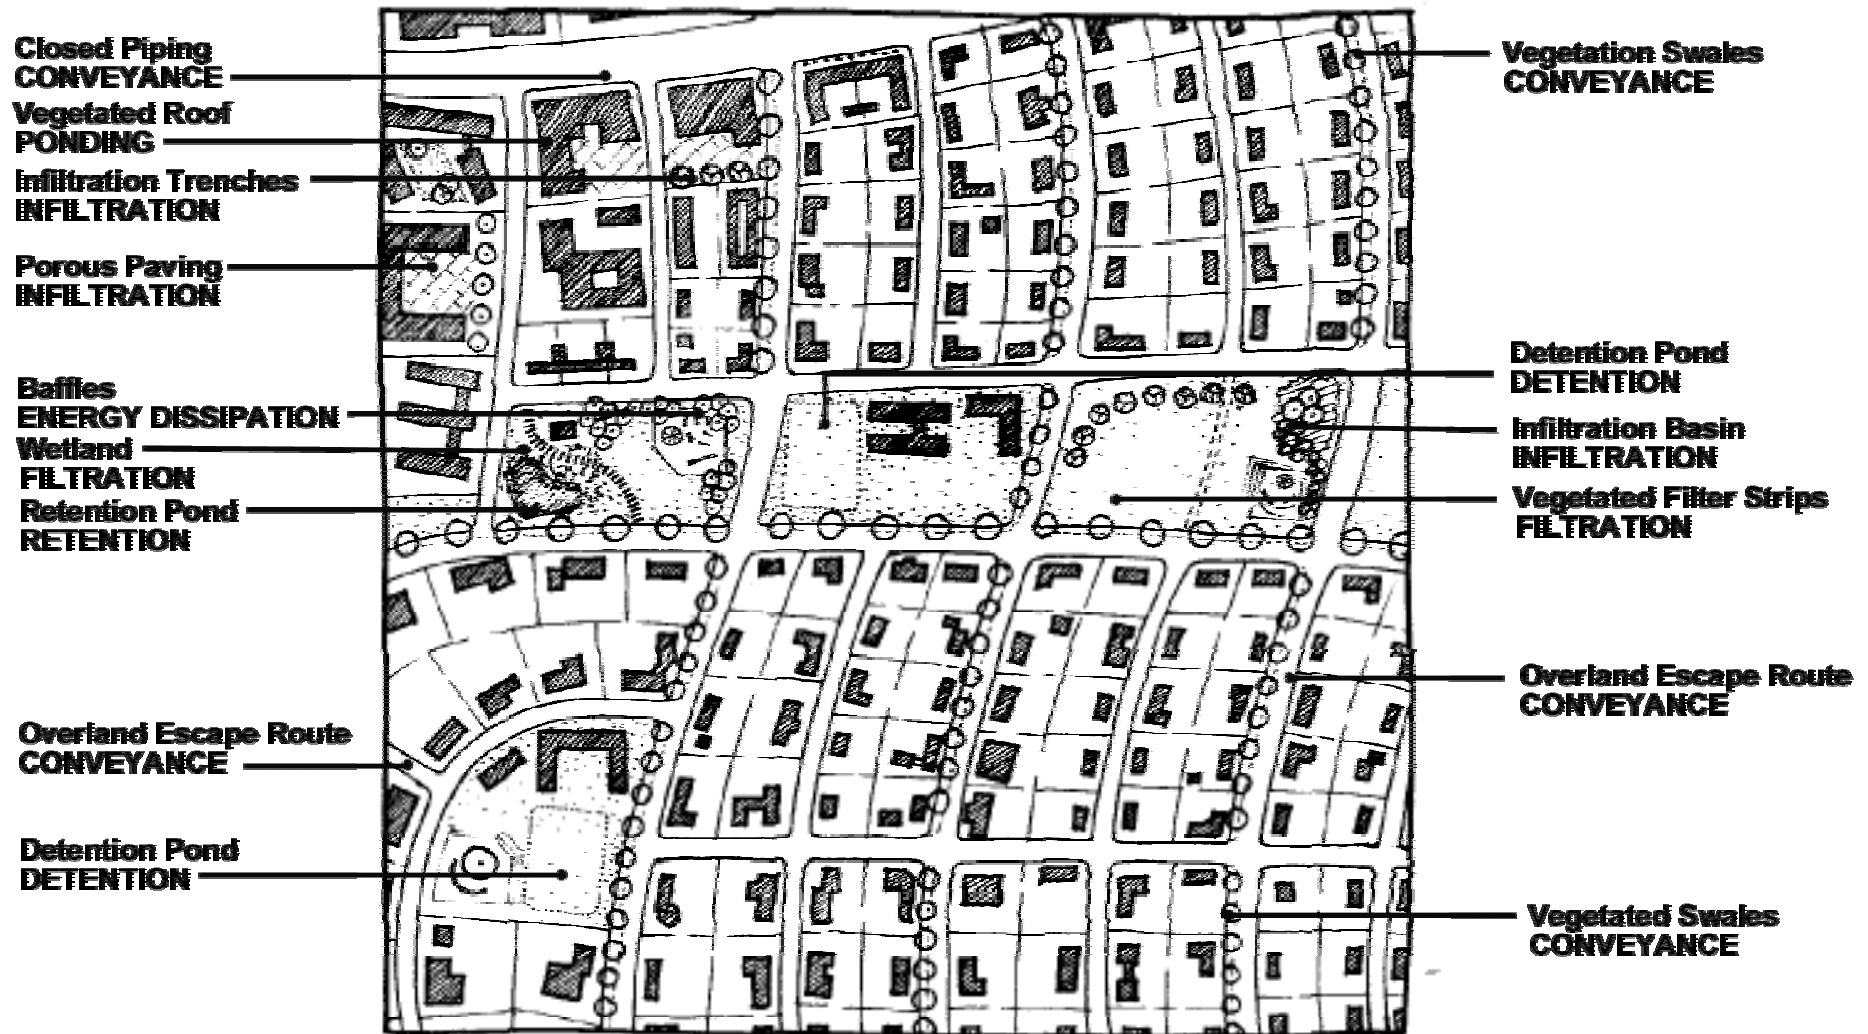 Closed Piping
CONVEYANCE
Vegetated Roof
PONDING
Infiltration Trenches
INFILTRATION
Porous Paving
INFILTRATION
Baffles
ENERGY DISSIPATION
Wetland
FILTRATION
Retention Pond
RETENTION
Overland Escape Route
CONVEYANCE
Detention Pond
DETENTION
Vegetation Swales
CONVEYANCE
Detention Pond
DETENTION
Infiltration Basin
INFILTRATION
Vegetated Filter Strips
FILTRATION
Overland Escape Route
CONVEYANCE
Vegetated Swales
CONVEYANCE